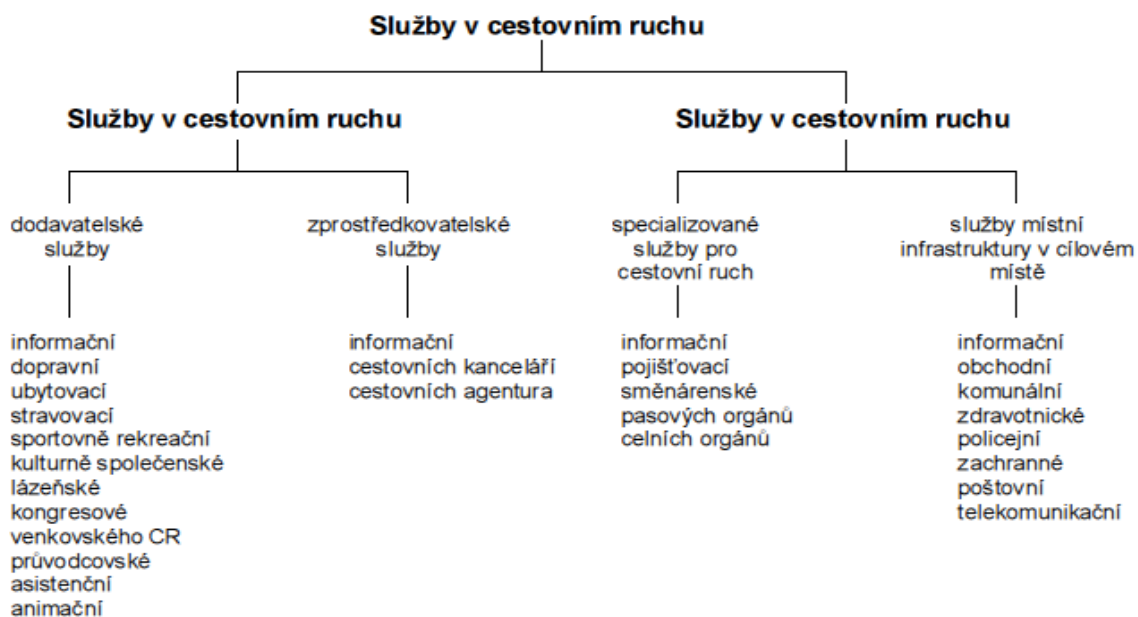 Služby v cestovním ruchu
Služby v cestovním ruchu
Služby v cestovním ruchu
dodavatelské
služby
zprostředkovatelské
služby
specializované
služby pro
cestovní ruch
služby místní
infrastruktury v cílovém
místě
informační
dopravní
ubytovací
stravovací
sportovně rekreační
kulturně společenské
lázeňské
kongresové
venkovského CR
průvodcovské
asistenční
animační
informační
cestovních kanceláří
cestovních agentura
informační
pojišťovací
směnárenské
pasových orgánů
celních orgánů
informační
obchodní
komunální
zdravotnické
policejní
zachranné
poštovní
telekomunikační